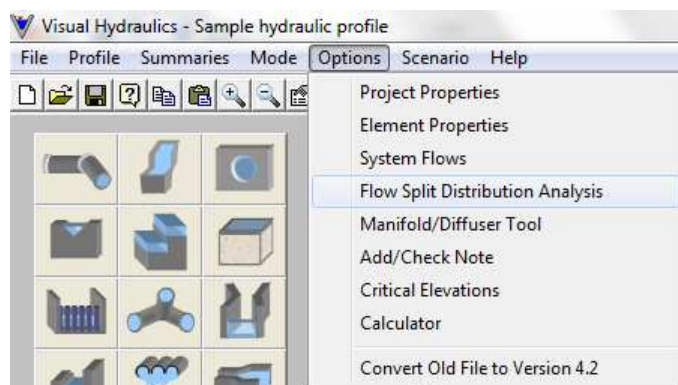 Visual Hydraulics - Sample hydraulic profile
File Profile Summaries Mode Options Scenario Help
Project Properties
Element Properties
System Flows
Flow Split Distribution Analysis
Manifold/Diffuser Tool
Add/Check Note
Critical Elevations
Calculator
Convert Old File to Version 4.2